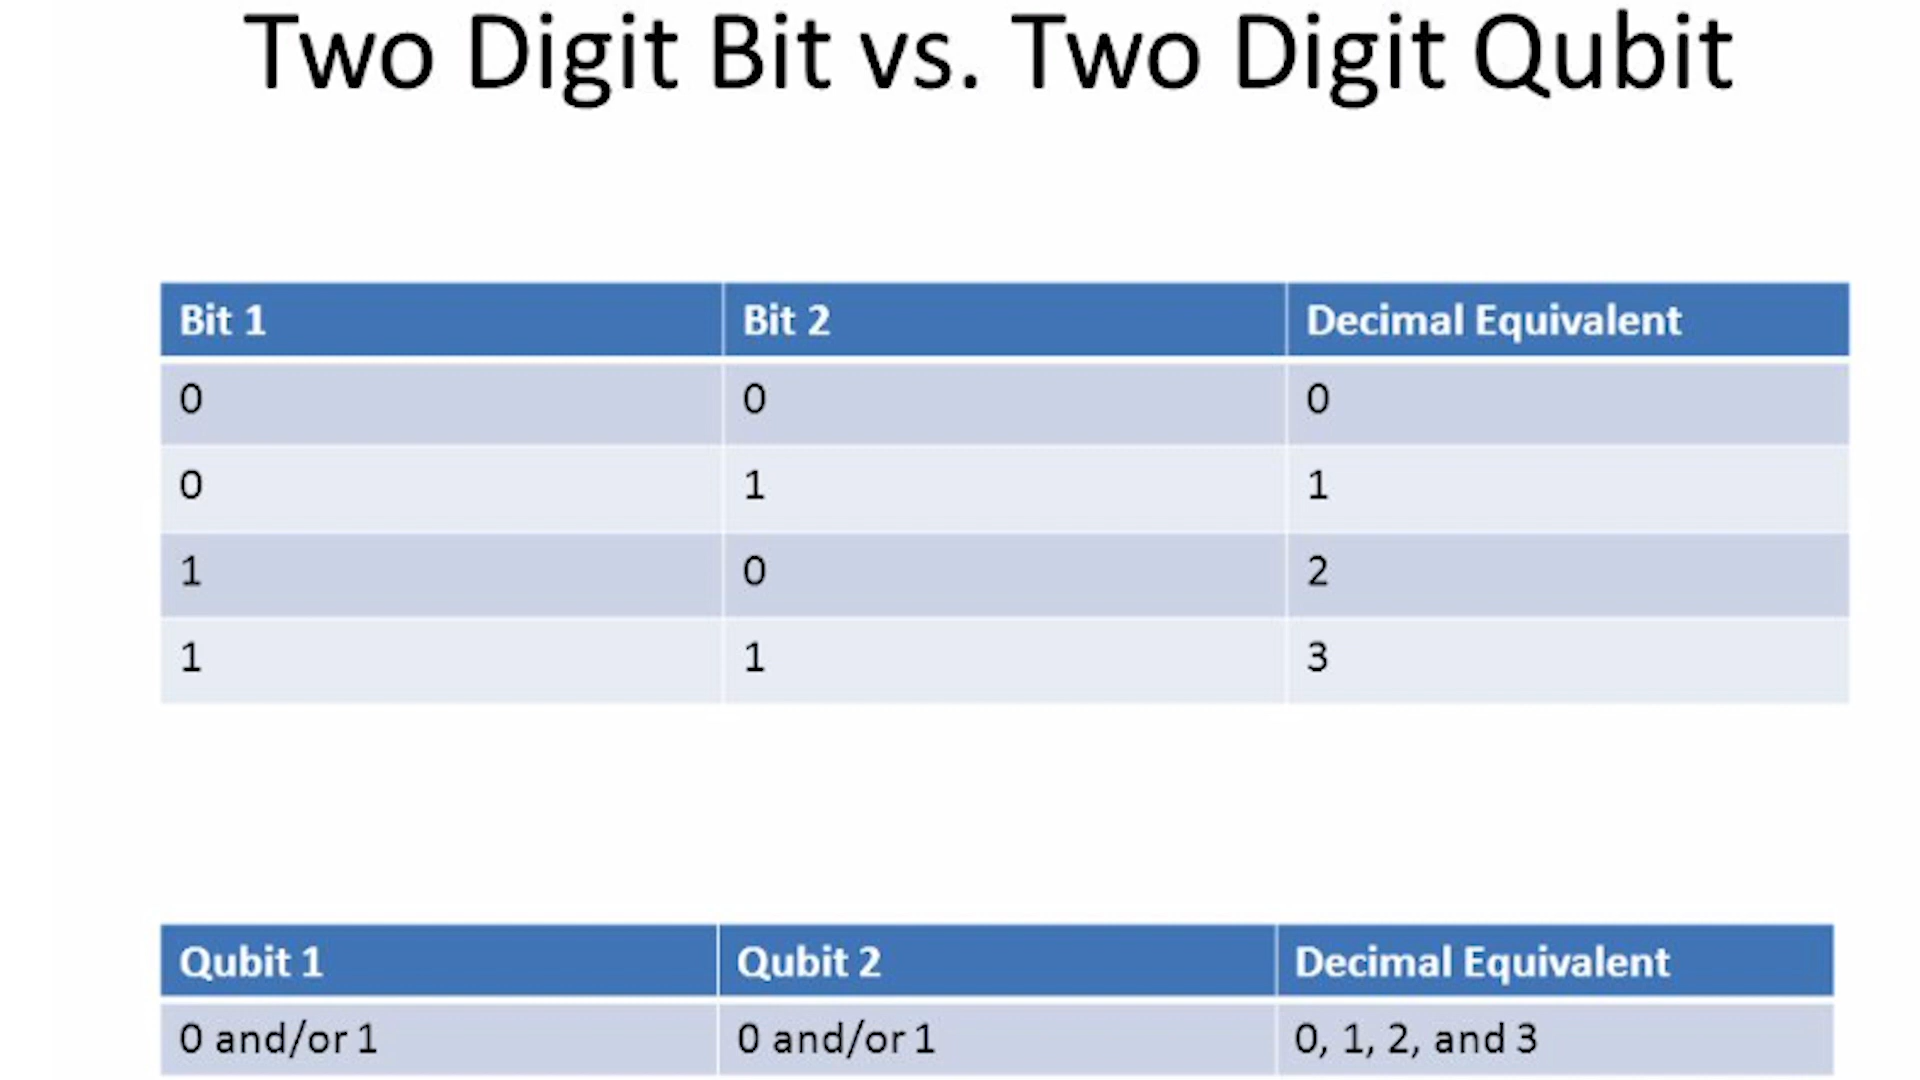 Two Digit Bit vs. Two Digit Qubit
Bit 1 Bit 2 Decimal Equivalent
0 0 0
0 1 1
1 0 2
1 1 3
Qubit 1 Qubit 2 Decimal Equivalent
0 and/or 1 0 and/or 1 0, 1, 2, and 3